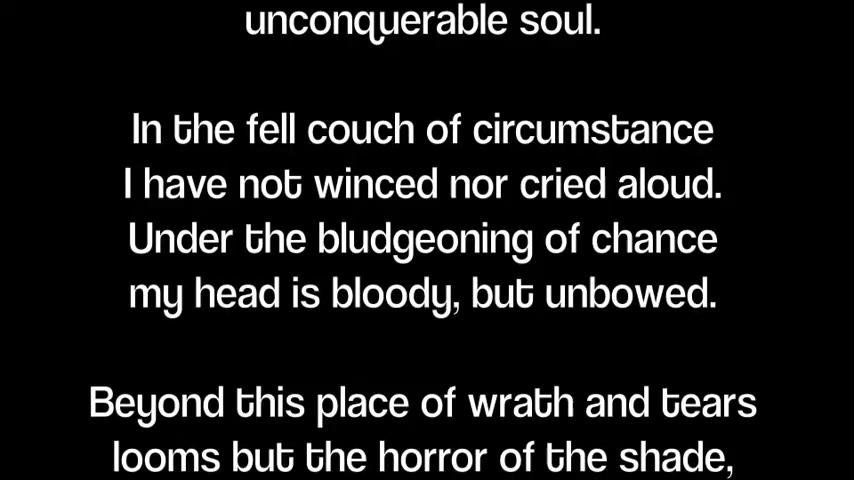 unconquerable soul.
In the fell couch of circumstance
I have not winced nor cried aloud.
Under the bludgeoning of chance
my head is bloody, but unbowed.
Beyond this place of wrath and tears
looms but the horror of the shade,